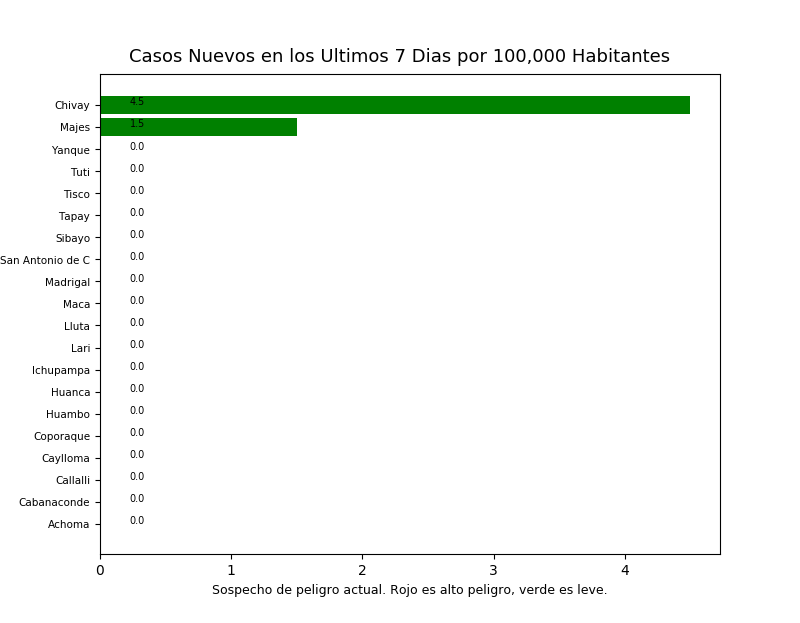 Casos Nuevos en los Ultimos 7 Dias por 100,000 Habitantes
Chivay 4.5
Majes 1.5
Yanque 0.0
Tuti 0.0
Tisco 0.0
Tapay 0.0
Sibayo 0.0
San Antonio de C 0.0
Madrigal 0.0
Maca 0.0
Lluta 0.0
Lari 0.0
Ichupampa 0.0
Huanca 0.0
Huambo 0.0
Coporaque 0.0
Caylloma 0.0
Callalli 0.0
Cabanaconde 0.0
Achoma 0.0
0 1 2 3 4
Sospecho de peligro actual. Rojo es alto peligro, verde es leve.